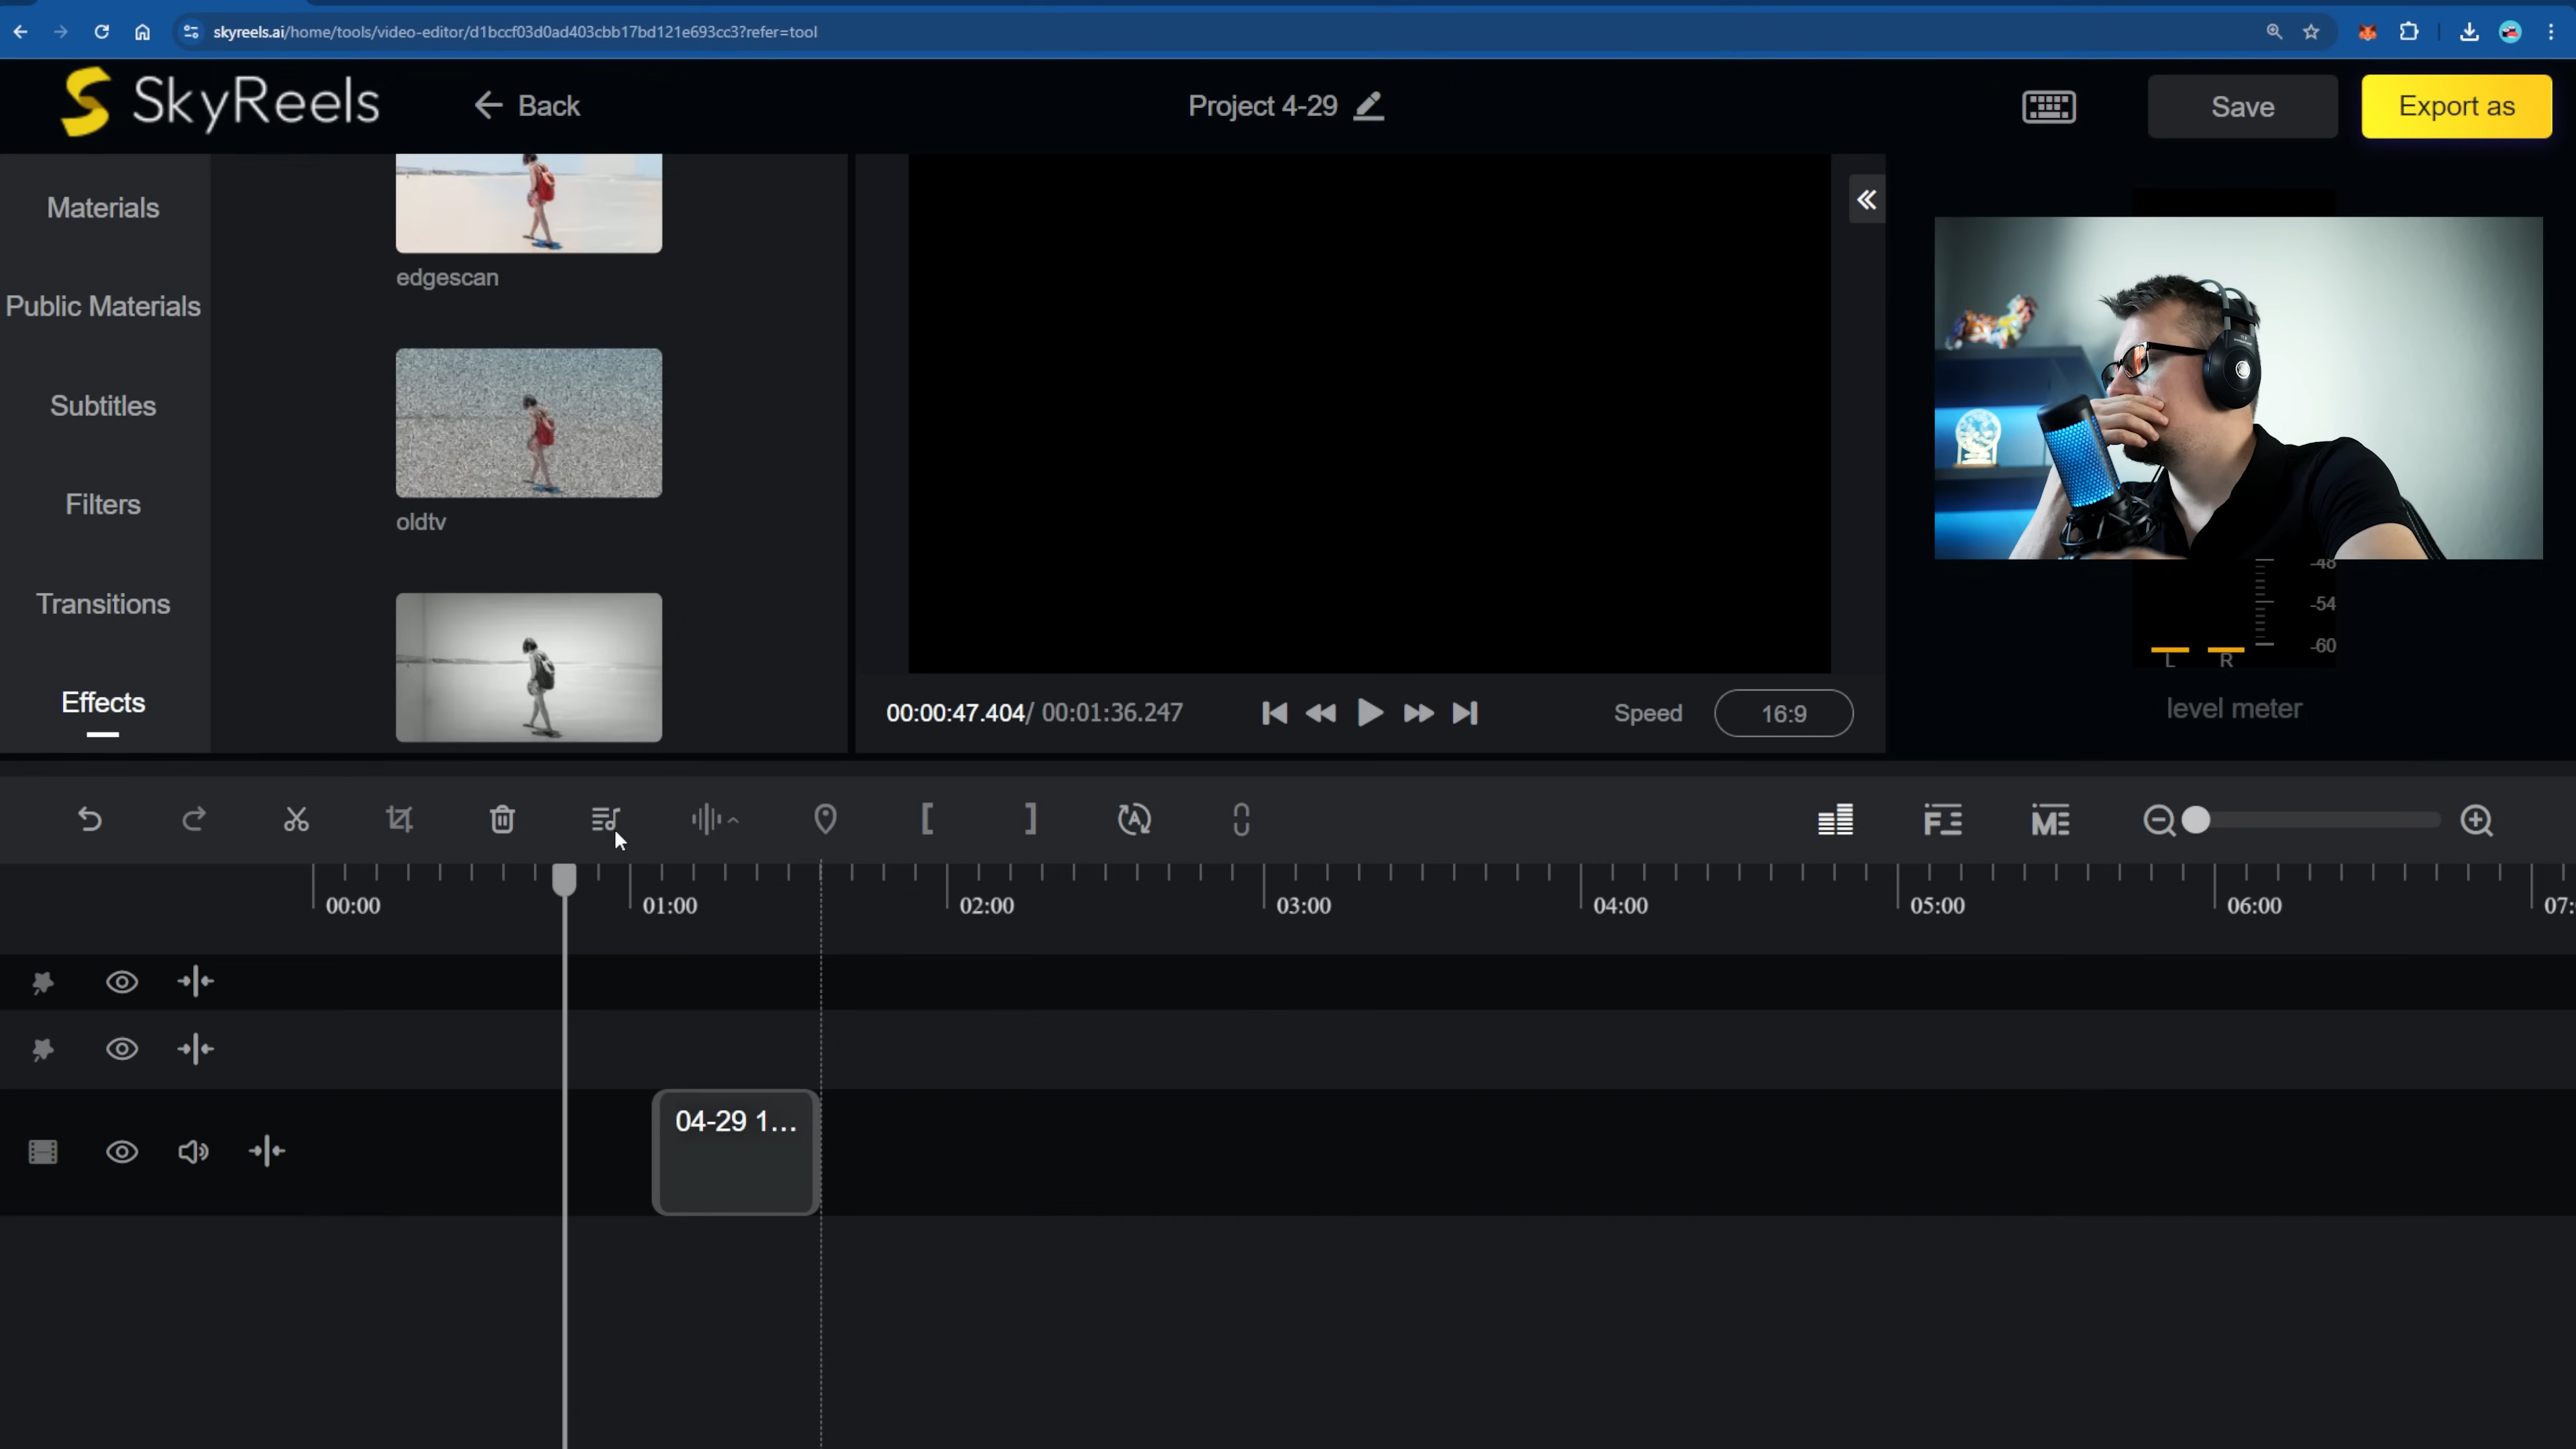 skyreels.ai/home/tools/video-editor/d1bccf03d0ad403cbb17bd121e693cc3?refer=tool
SkyReels
Back
Project 4-29
Save
Export as
Materials
Public Materials
Subtitles
Filters
Transitions
Effects
edgescan
oldtv
00:00:47.404/ 00:01:36.247
Speed
16:9
-48
-54
-60
L R
level meter
00:00 01:00 02:00 03:00 04:00 05:00 06:00 07:
04-29 1...